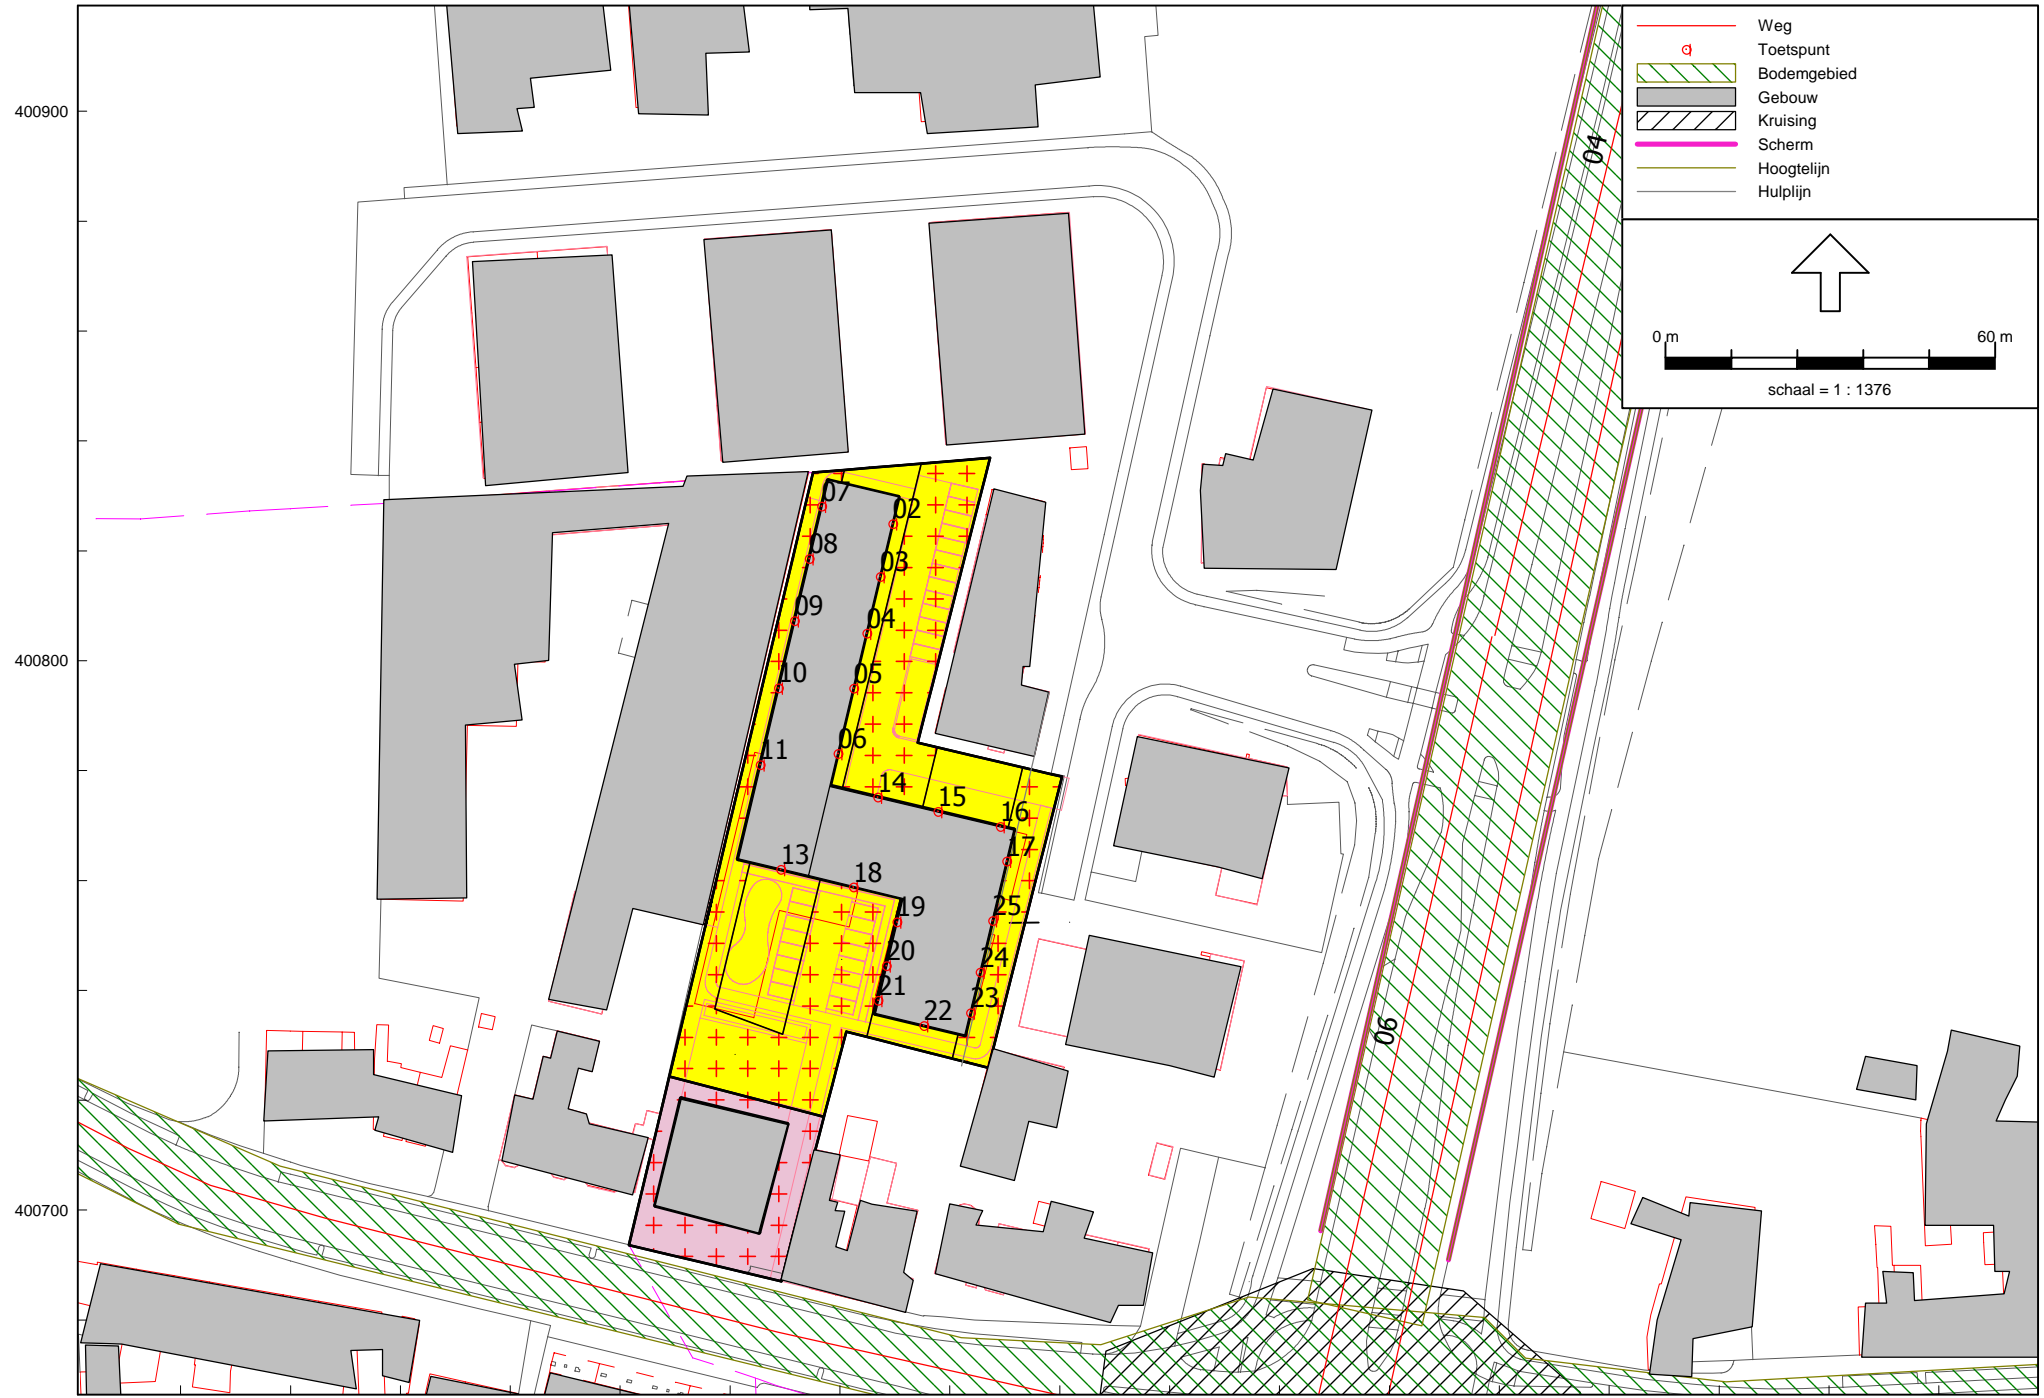 Weg
Toetspunt
Bodemgebied
Gebouw
Kruising
Scherm
Hoogtelijn
Hulplijn
0 m 60 m
schaal = 1 : 1376
400900
400800
400700
04
06
07
02
08
03
09
04
10
05
11
06
14
15
16
17
13
18
19
25
20
24
21
23
22